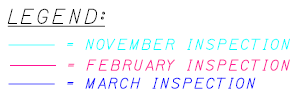 LEGEND:
= NOVEMBER INSPECTION
= FEBRUARY INSPECTION
= MARCH INSPECTION